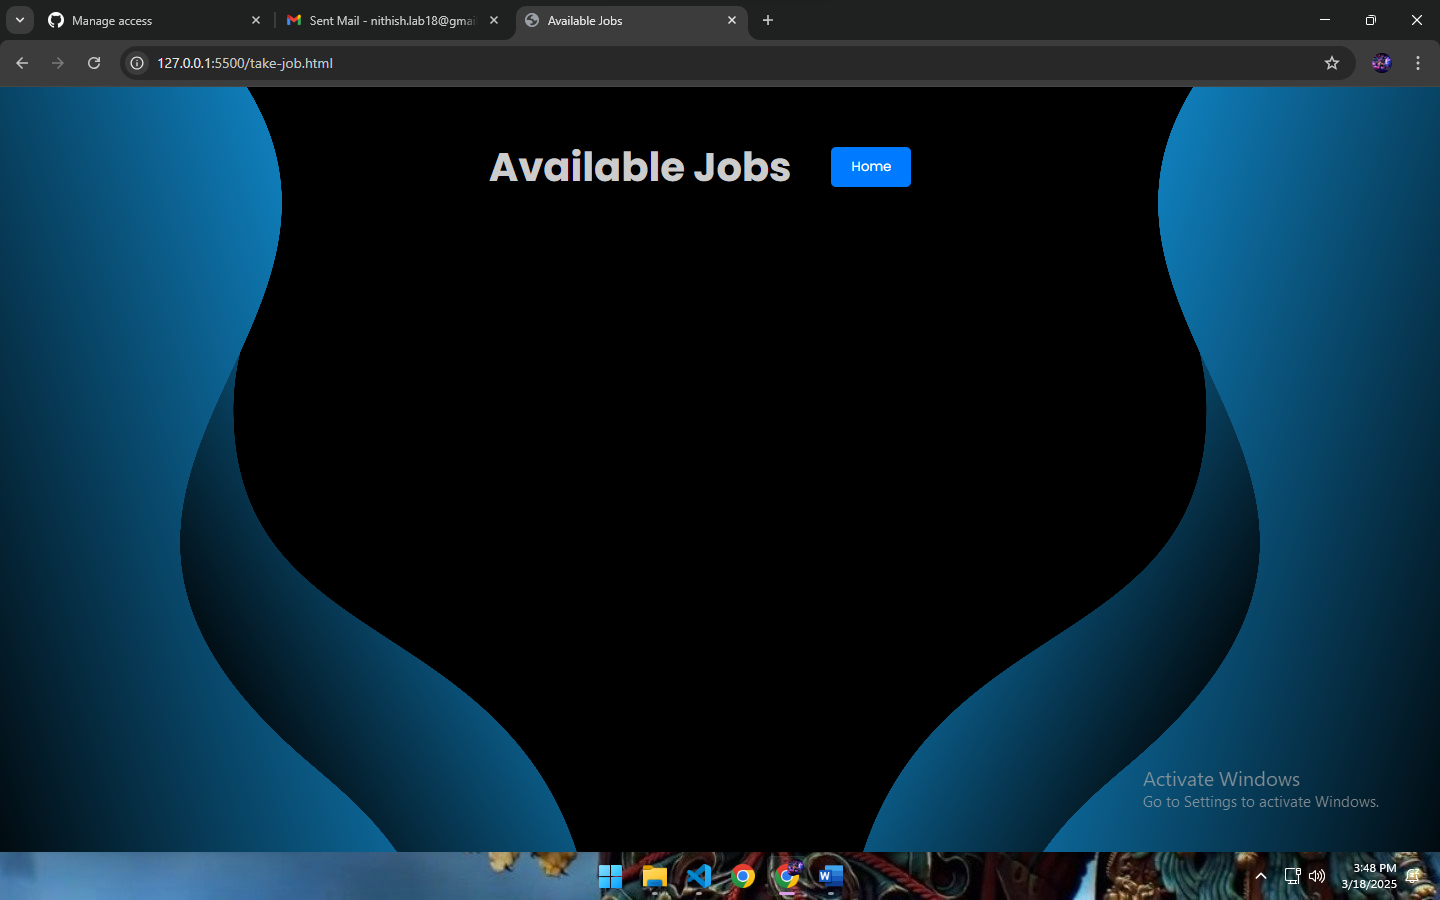 Manage access
Sent Mail - nithish.lab18@gmai
Available Jobs
127.0.0.1:5500/take-job.html
Available Jobs
Home
Activate Windows
Go to Settings to activate Windows.
3:48 PM
3/18/2025